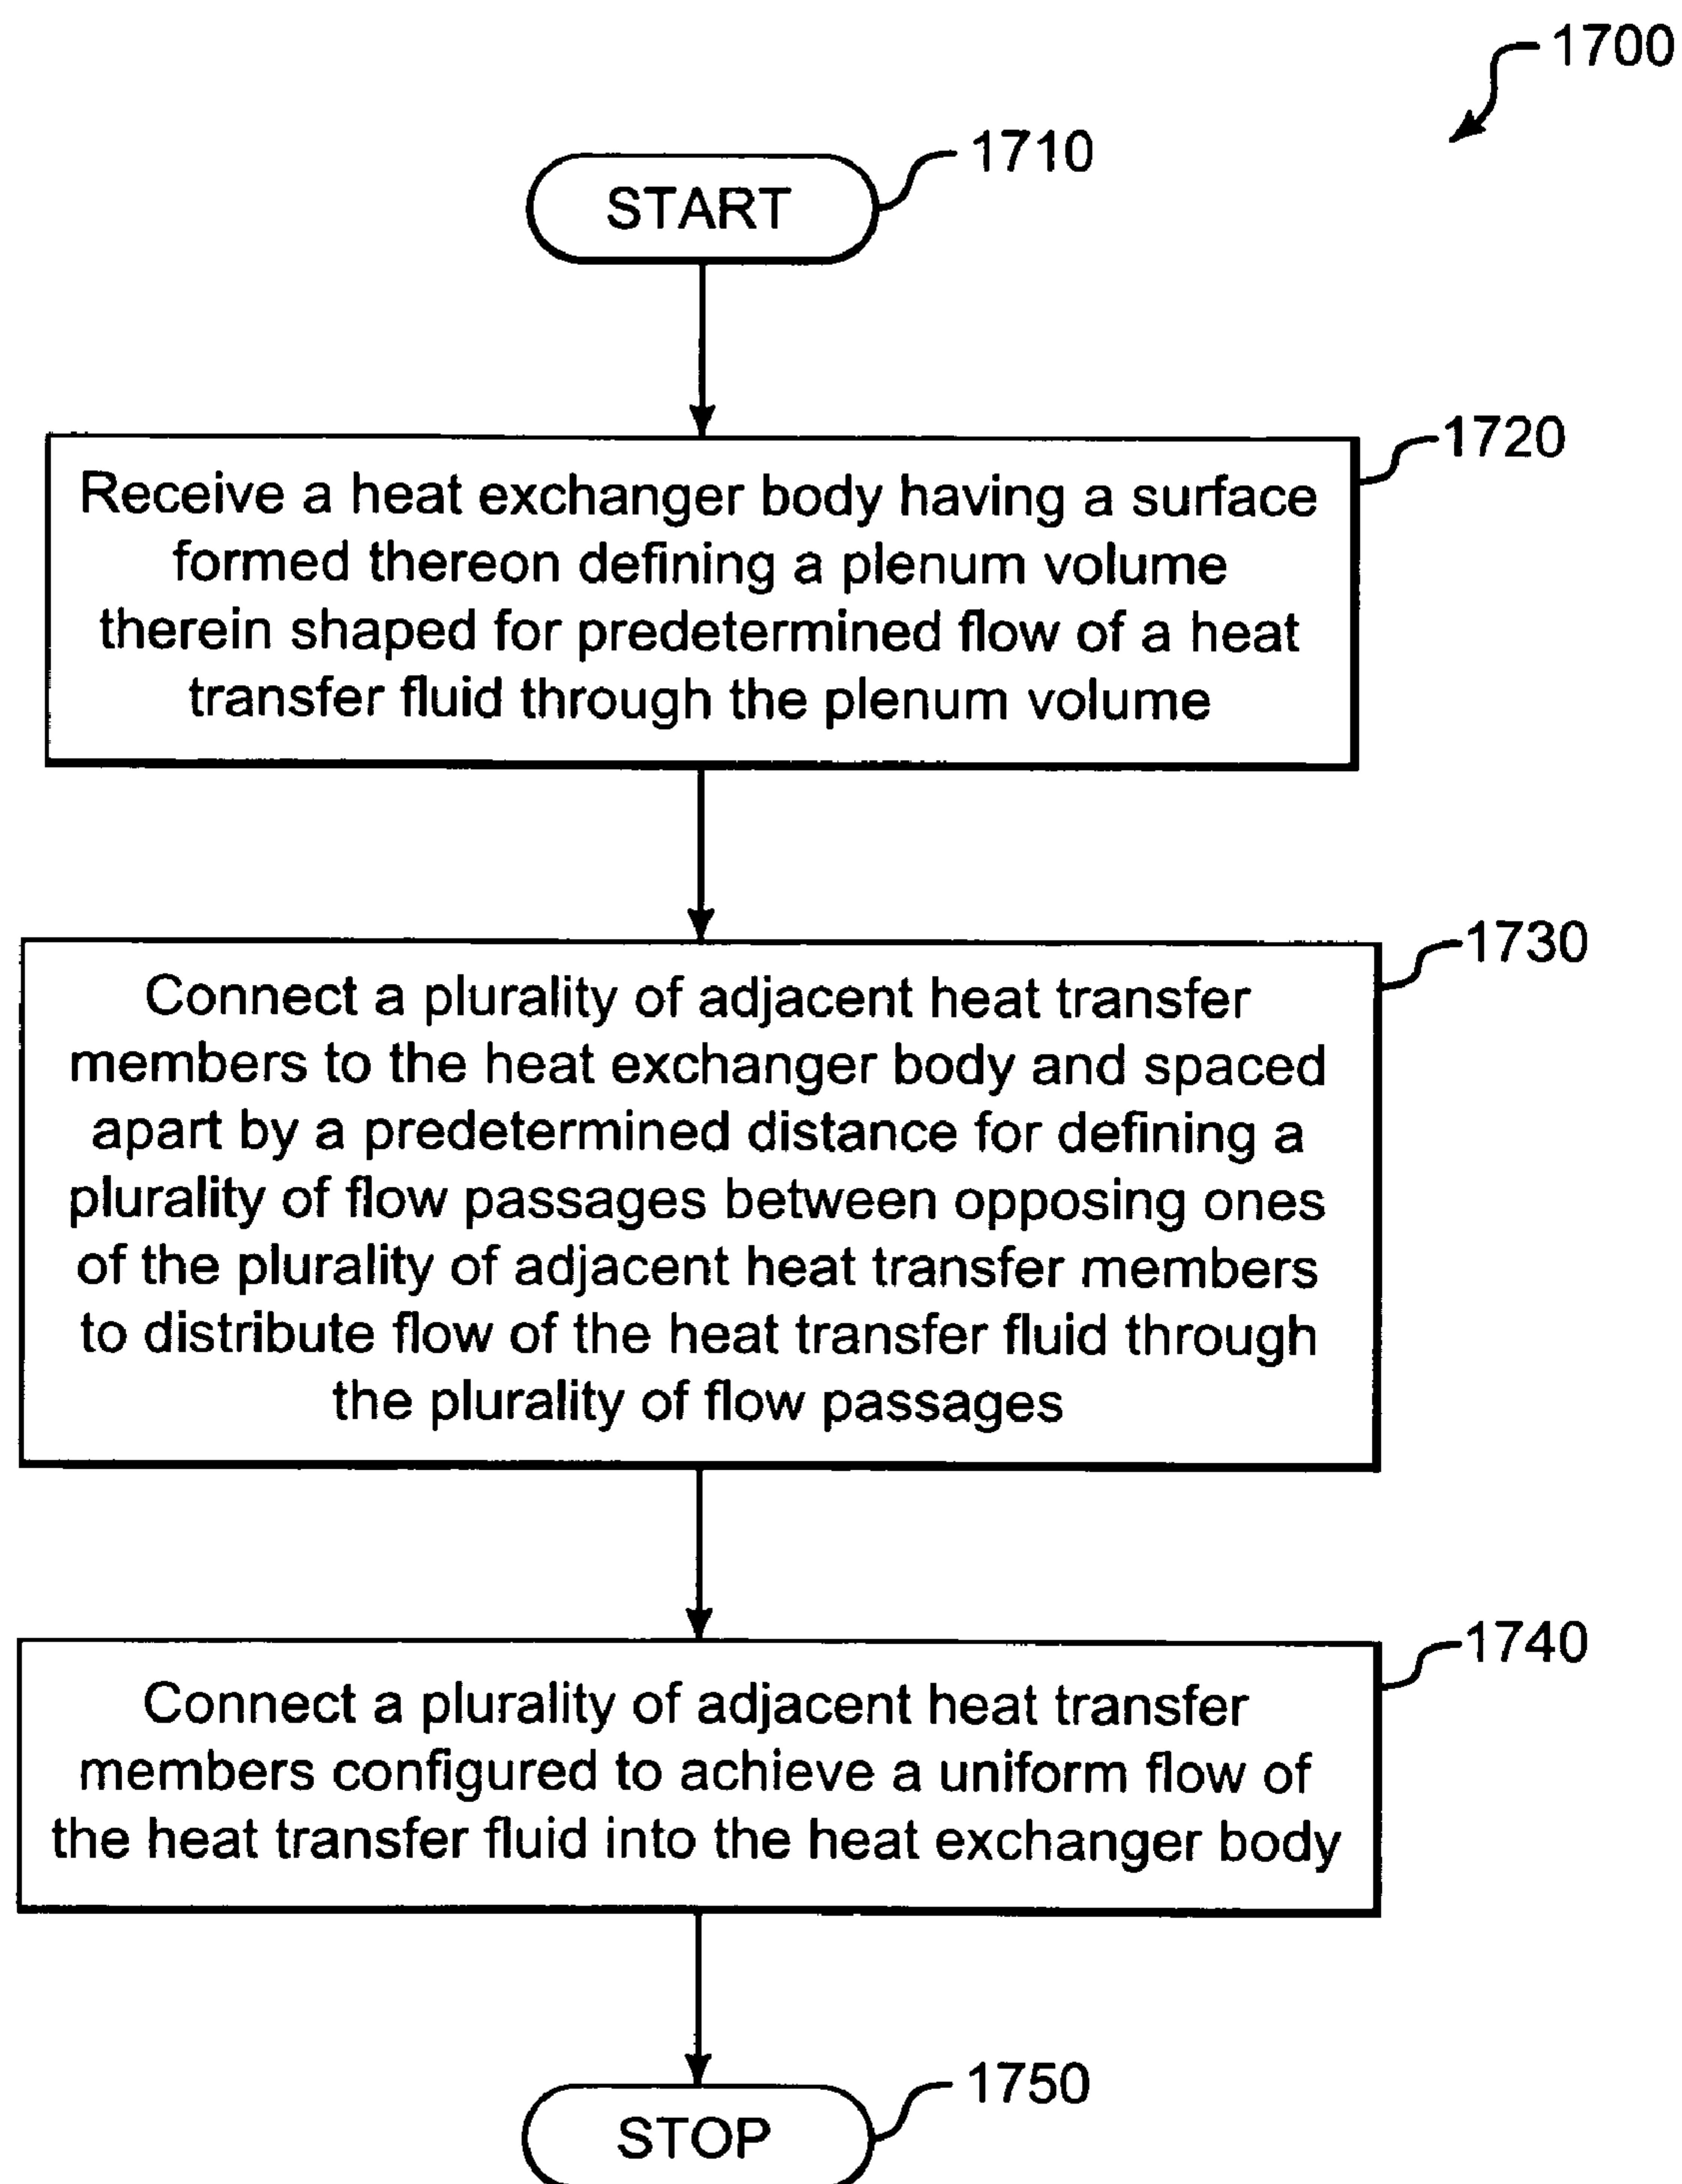 1700
1710
START
1720
Receive a heat exchanger body having a surface
formed thereon defining a plenum volume
therein shaped for predetermined flow of a heat
transfer fluid through the plenum volume
1730
Connect a plurality of adjacent heat transfer
members to the heat exchanger body and spaced
apart by a predetermined distance for defining a
plurality of flow passages between opposing ones
of the plurality of adjacent heat transfer members
to distribute flow of the heat transfer fluid through
the plurality of flow passages
1740
Connect a plurality of adjacent heat transfer
members configured to achieve a uniform flow of
the heat transfer fluid into the heat exchanger body
1750
STOP